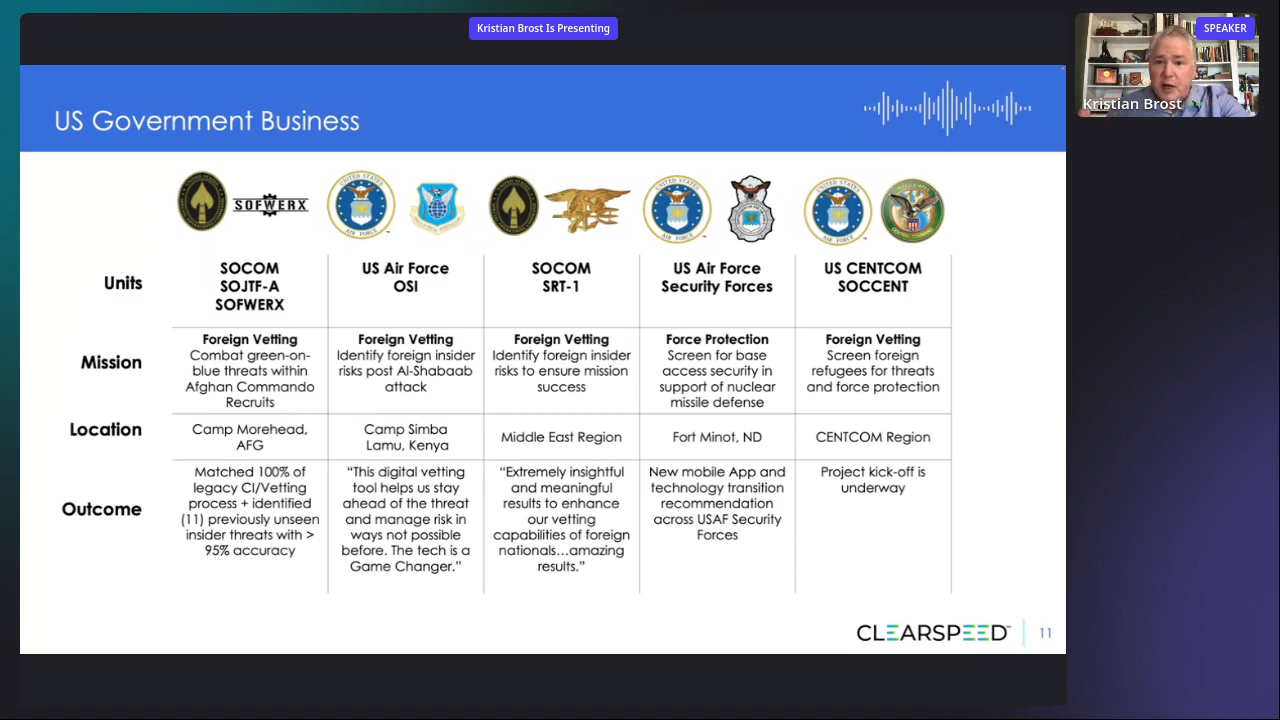 Kristian Brost Is Presenting
SPEAKER
Kristian Brost
US Government Business
SOFWERX
Units
SOCOM
SOJTF-A
SOFWERX
US Air Force
OSI
SOCOM
SRT-1
US Air Force
Security Forces
US CENTCOM
SOCCENT
Mission
Foreign Vetting
Combat green-on-
blue threats within
Afghan Commando
Recruits
Foreign Vetting
Identify foreign insider
risks post Al-Shabaab
attack
Foreign Vetting
Identify foreign insider
risks to ensure mission
success
Force Protection
Screen for base
access security in
support of nuclear
missile defense
Foreign Vetting
Screen foreign
refugees for threats
and force protection
Location
Camp Morehead,
AFG
Camp Simba
Lamu, Kenya
Middle East Region
Fort Minot, ND
CENTCOM Region
Outcome
Matched 100% of
legacy CI/Vetting
process + identified
(11) previously unseen
insider threats with >
95% accuracy
“This digital vetting
tool helps us stay
ahead of the threat
and manage risk in
ways not possible
before. The tech is a
Game Changer.”
“Extremely insightful
and meaningful
results to enhance
our vetting
capabilities of foreign
nationals…amazing
results.”
New mobile App and
technology transition
recommendation
across USAF Security
Forces
Project kick-off is
underway
CLEARSPEED™
11